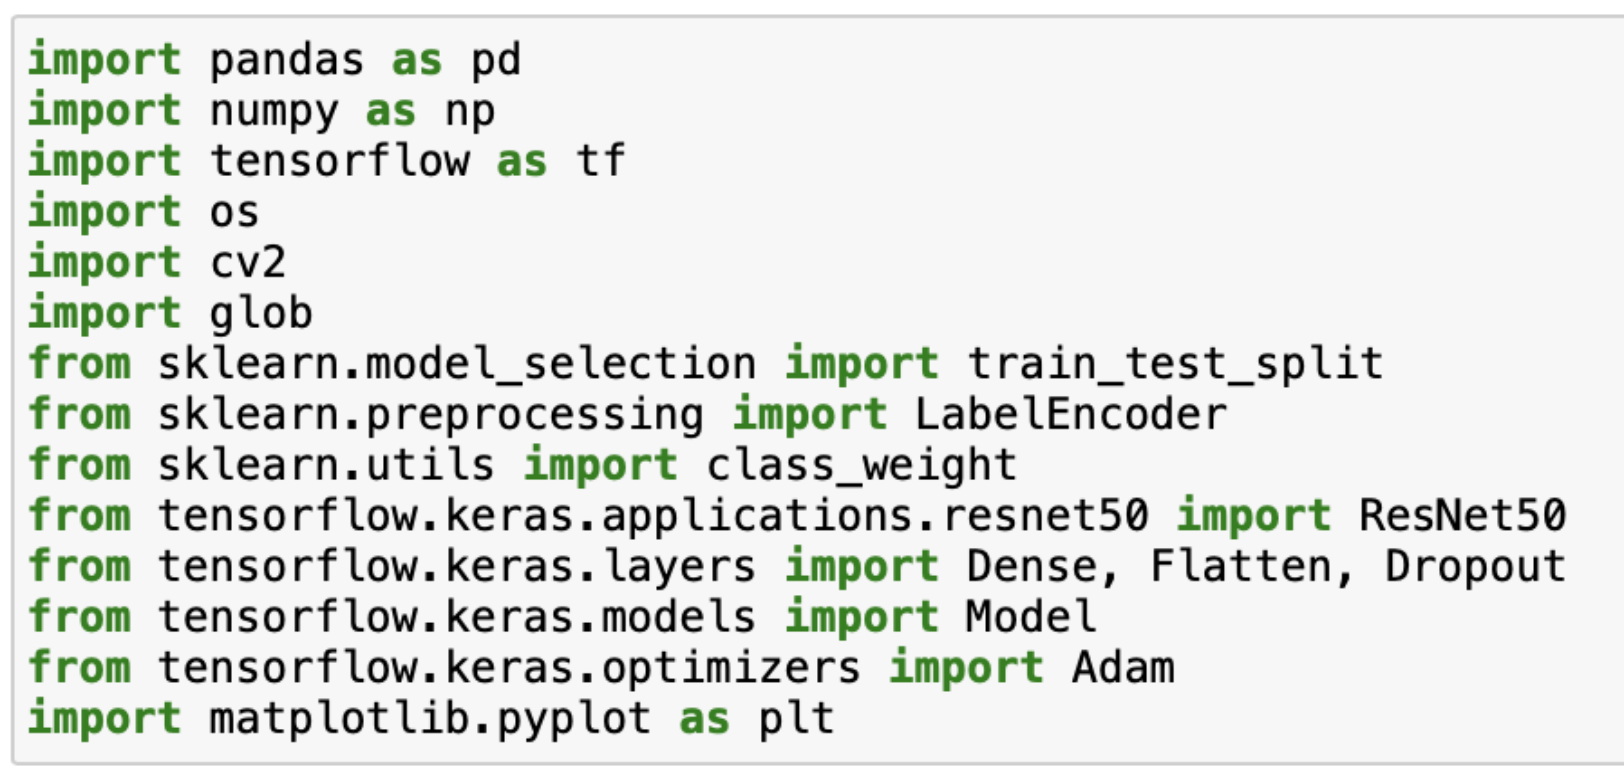 import pandas as pd
import numpy as np
import tensorflow as tf
import os
import cv2
import glob
from sklearn.model_selection import train_test_split
from sklearn.preprocessing import LabelEncoder
from sklearn.utils import class_weight
from tensorflow.keras.applications.resnet50 import ResNet50
from tensorflow.keras.layers import Dense, Flatten, Dropout
from tensorflow.keras.models import Model
from tensorflow.keras.optimizers import Adam
import matplotlib.pyplot as plt